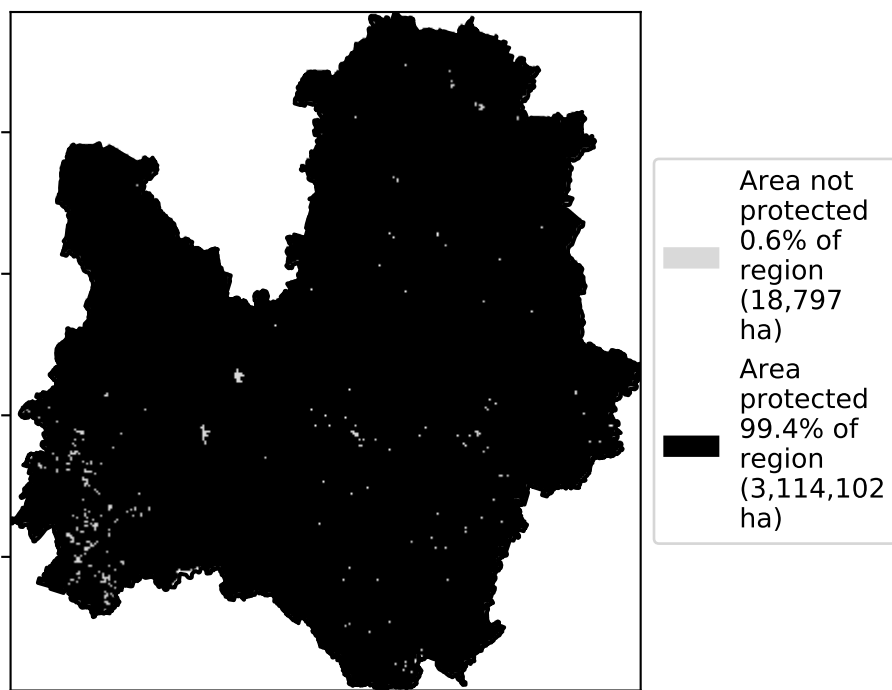 Area not
protected
0.6% of
region
(18,797
ha)
Area
protected
99.4% of
region
(3,114,102
ha)